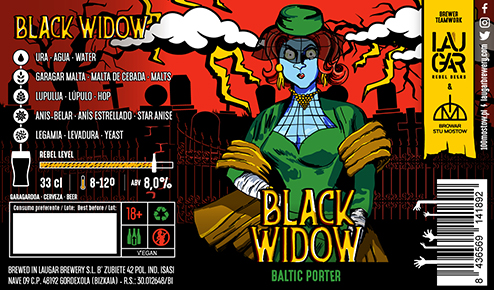 BLACK WIDOW
URA · AGUA · WATER
GARAGAR MALTA · MALTA DE CEBADA · MALTS
LUPULUA · LÚPULO · HOP
ANIS-BELAR · ANIS ESTRELLADO · STAR ANISE
LEGAMIA · LEVADURA · YEAST
REBEL LEVEL
33 cl
8-12º
ABV 8,0%
GARAGARDOA · CERVEZA · BEER
Consumo preferente / Lote: Best before / Lot:
18+
VEGAN
BREWED IN LAUGAR BREWERY S.L. Bº ZUBIETE 42 POL. IND. ISASI
NAVE 09 C.P. 48192 GORDEXOLA (BIZKAIA) - R.S.: 30.012648/BI
BLACK
WIDOW
BALTIC PORTER
BREWER
TEAMWORK
LAU
GAR
REBEL BEERS
&
BROWAR
STU MOSTOW
100mostow.pl
laugarbrewery.com
8 436569 141892